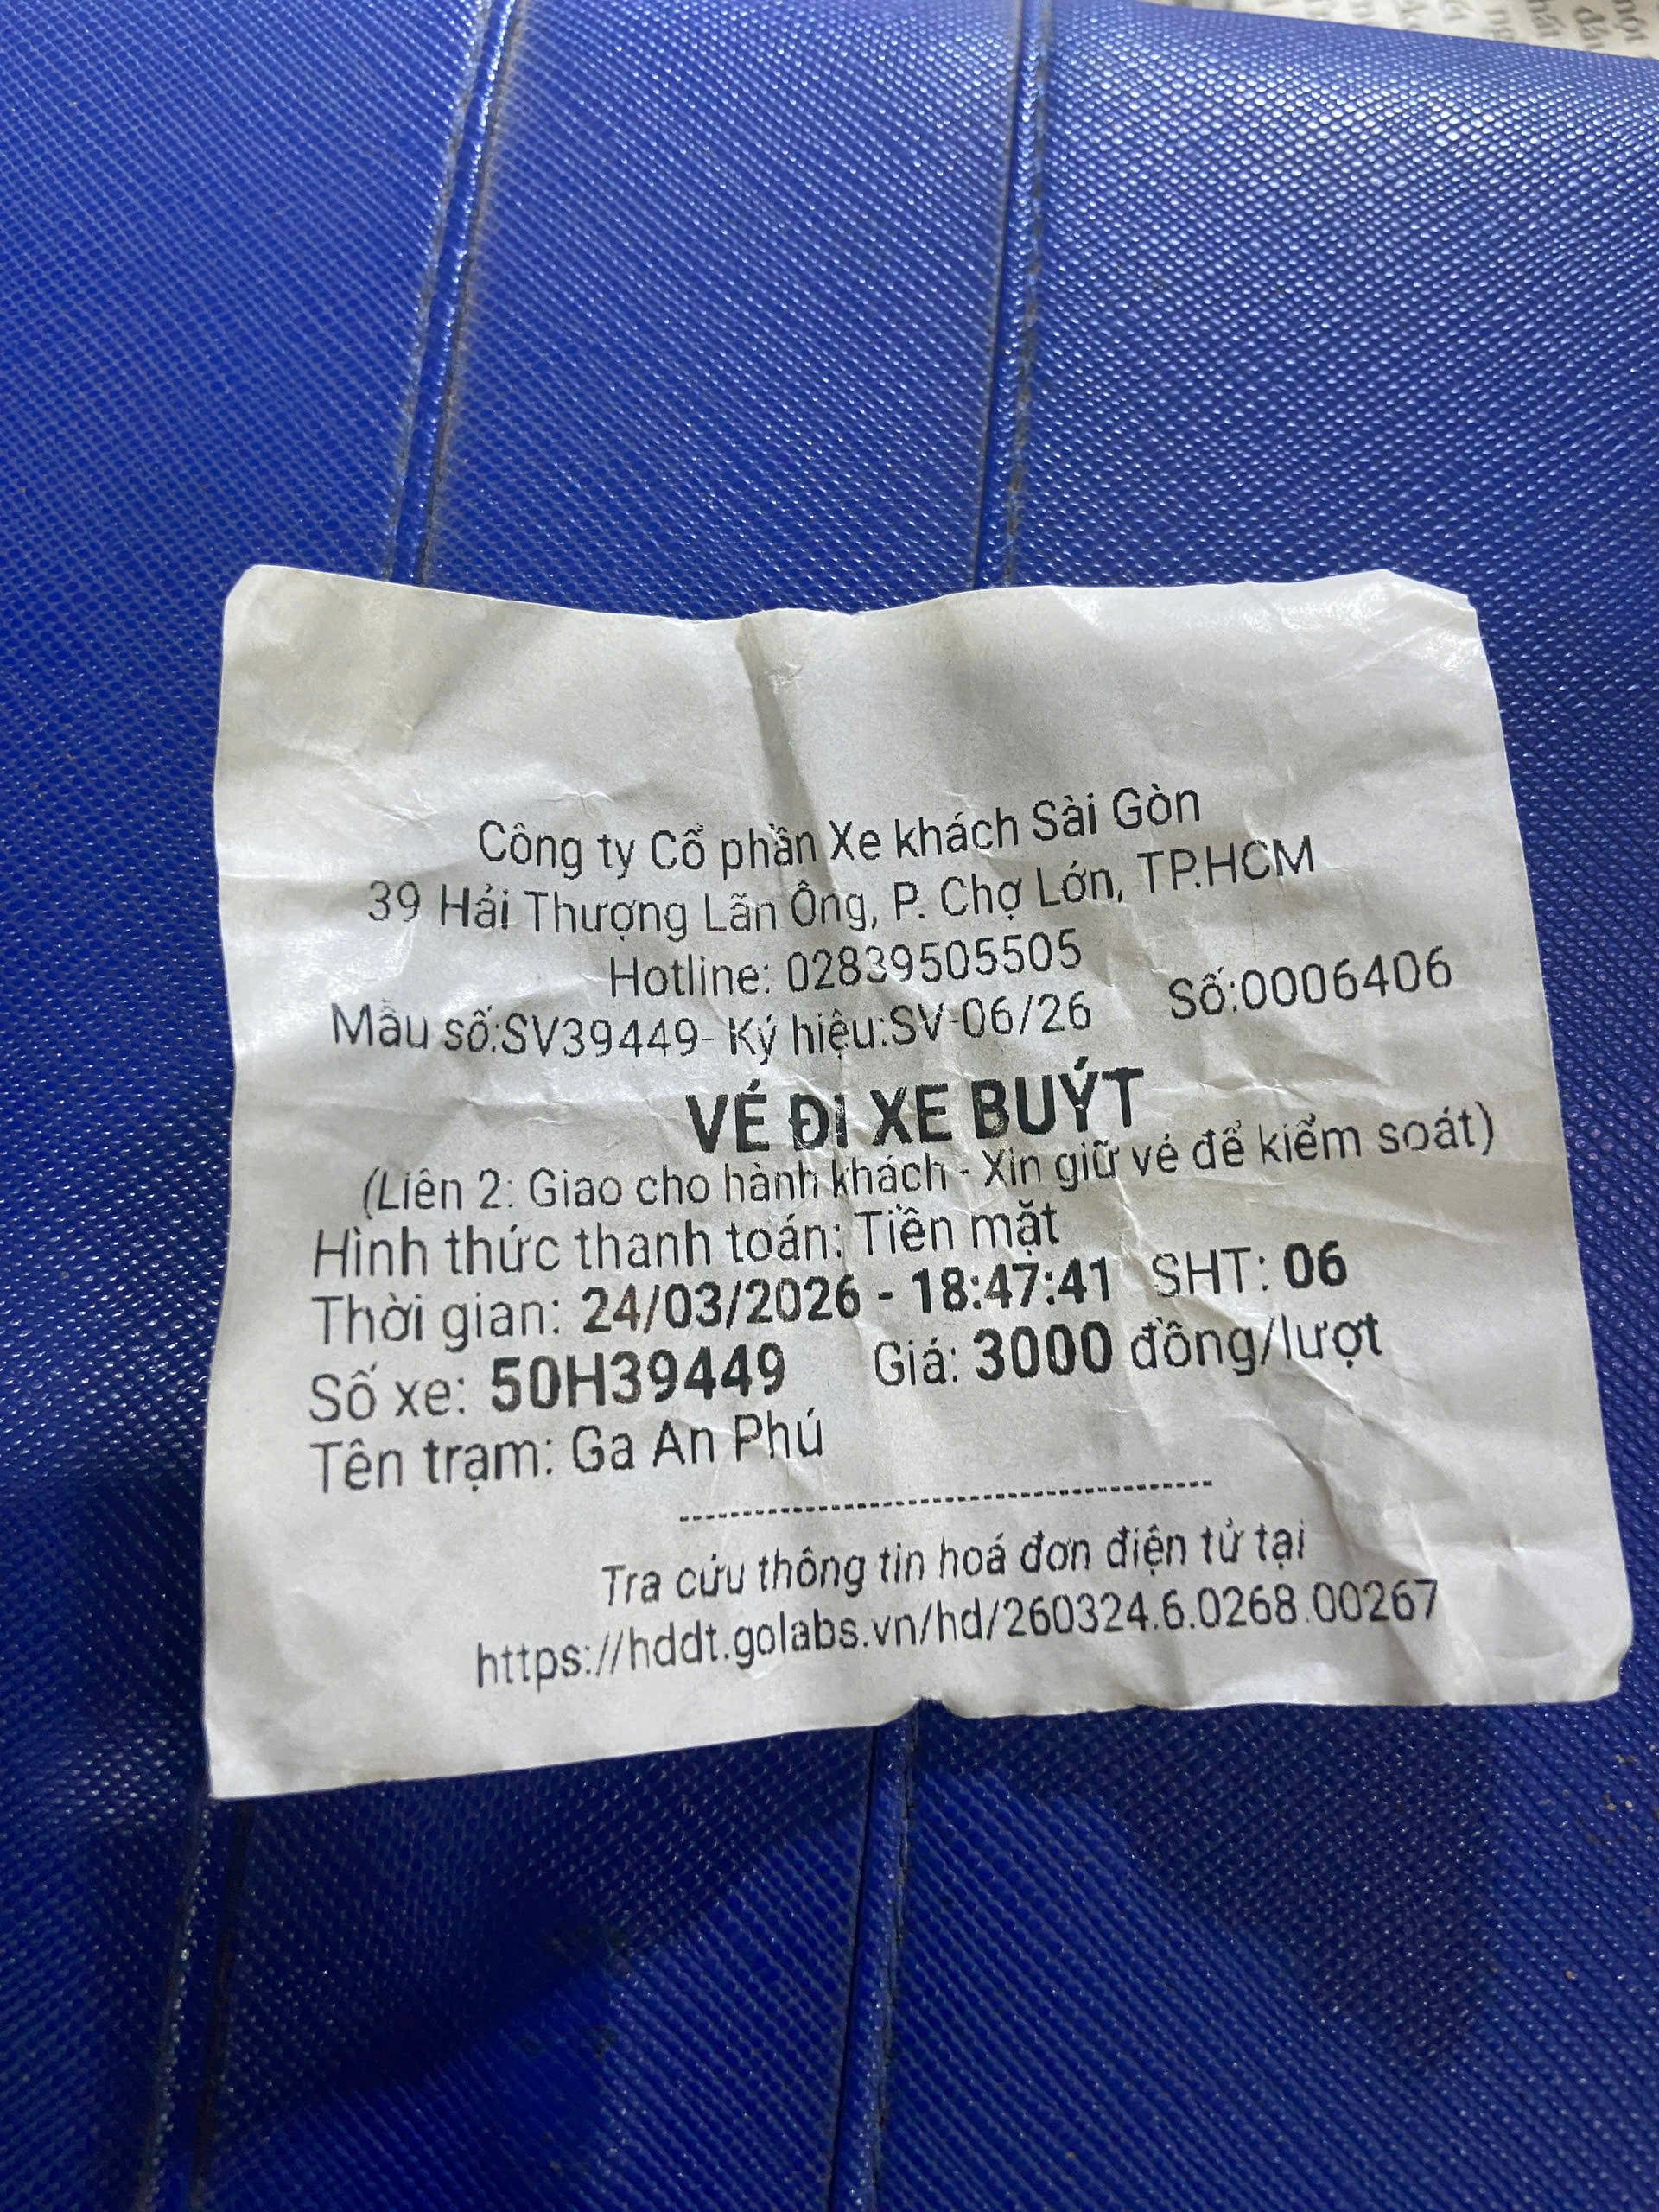 Công ty Cổ phần Xe khách Sài Gòn
39 Hải Thượng Lãn Ông, P. Chợ Lớn, TP.HCM
Hotline: 02839505505
Mẫu số:SV39449- Ký hiệu:SV-06/26 Số:0006406
VÉ ĐI XE BUÝT
(Liên 2: Giao cho hành khách - Xin giữ vé để kiểm soát)
Hình thức thanh toán: Tiền mặt
Thời gian: 24/03/2026 - 18:47:41 SHT: 06
Số xe: 50H39449 Giá: 3000 đồng/lượt
Tên trạm: Ga An Phú
Tra cứu thông tin hoá đơn điện tử tại
https://hddt.golabs.vn/hd/260324.6.0268.00267